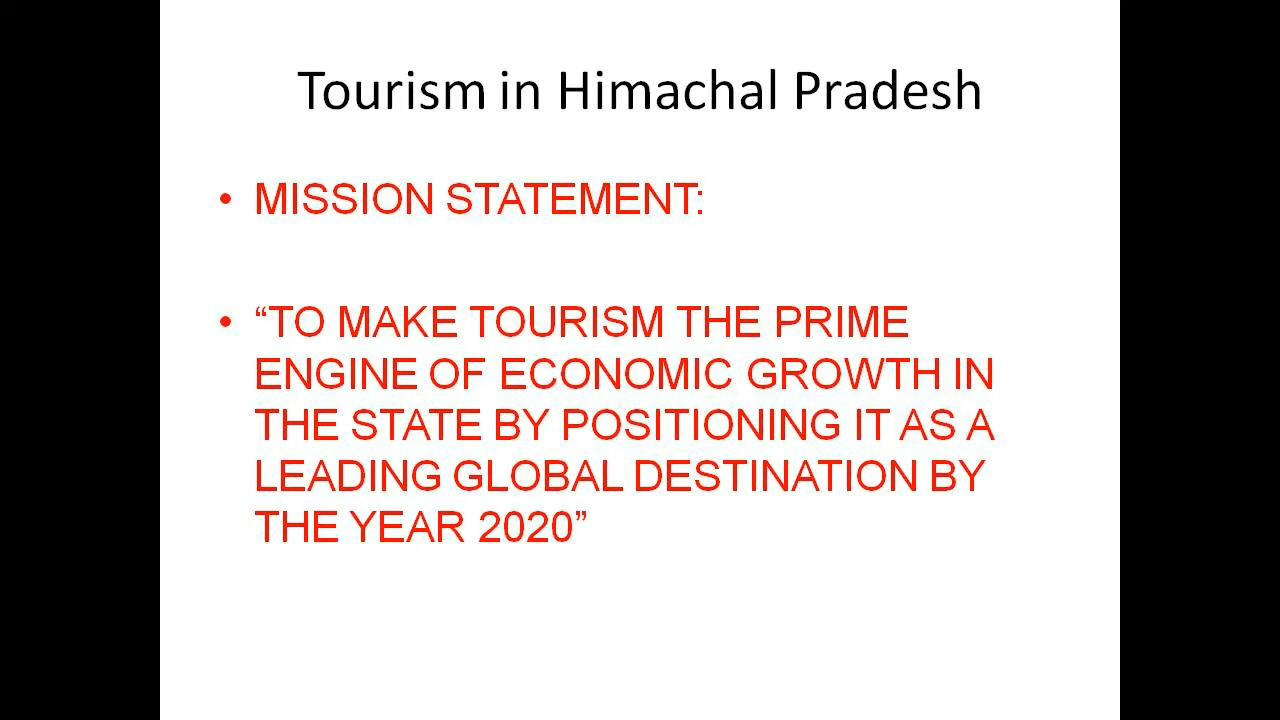 Tourism in Himachal Pradesh
• MISSION STATEMENT:
• “TO MAKE TOURISM THE PRIME
ENGINE OF ECONOMIC GROWTH IN
THE STATE BY POSITIONING IT AS A
LEADING GLOBAL DESTINATION BY
THE YEAR 2020”